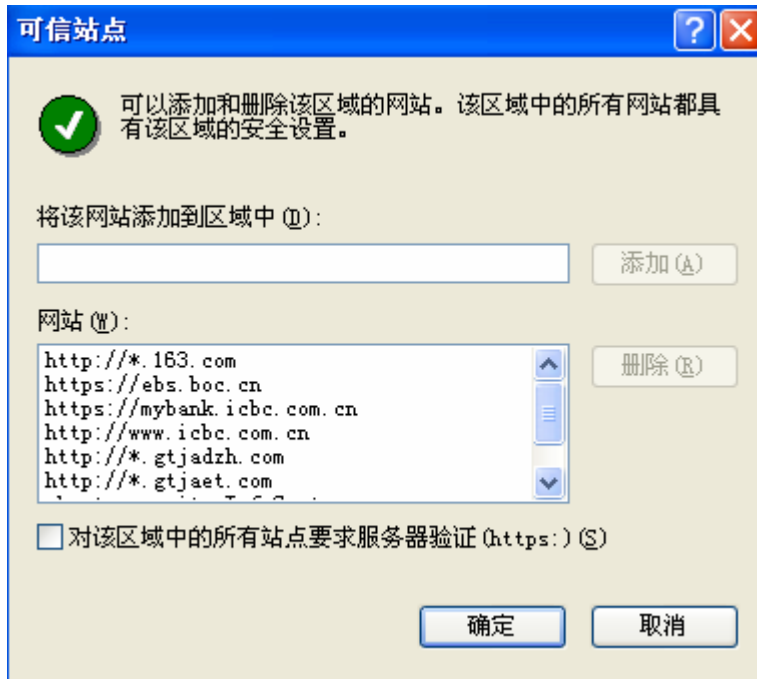 可信站点
可以添加和删除该区域的网站。该区域中的所有网站都具
有该区域的安全设置。
将该网站添加到区域中(D):
添加(A)
网站(W):
http://*.163.com
https://ebs.boc.cn
https://mybank.icbc.com.cn
http://www.icbc.com.cn
http://*.gtjadzh.com
http://*.gtjaet.com
删除(R)
对该区域中的所有站点要求服务器验证(https:)(S)
确定
取消